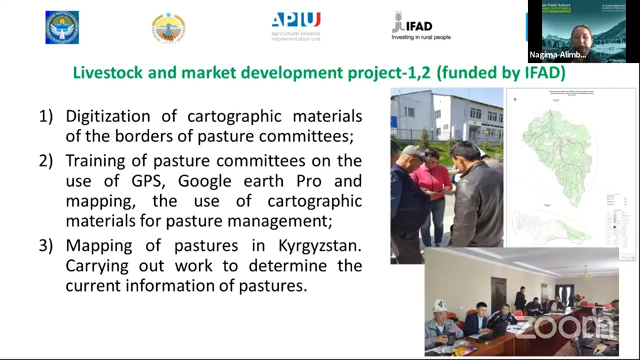 APIU
agricultural projects
implementation unit
IFAD
Investing in rural people
Nagima-Alimb...
Livestock and market development project-1,2 (funded by IFAD)
1) Digitization of cartographic materials
of the borders of pasture committees;
2) Training of pasture committees on the
use of GPS, Google earth Pro and
mapping, the use of cartographic
materials for pasture management;
3) Mapping of pastures in Kyrgyzstan.
Carrying out work to determine the
current information of pastures.
zoom